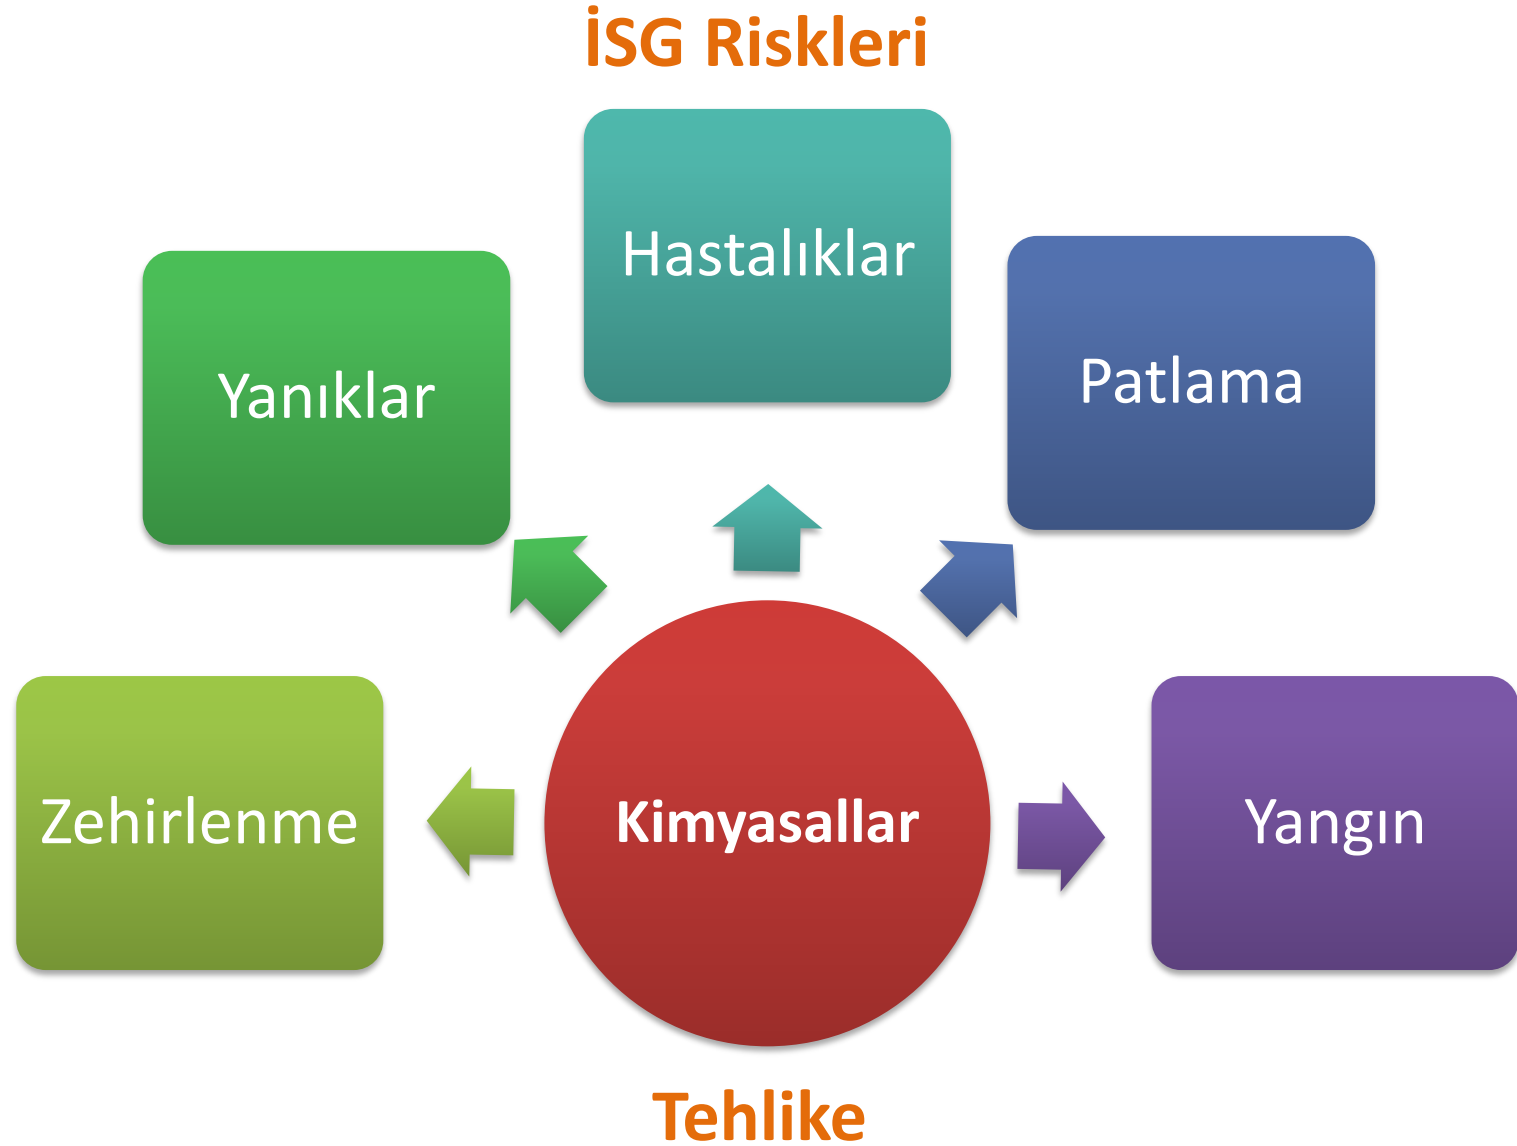 İSG Riskleri
Hastalıklar
Yanıklar
Patlama
Zehirlenme
Kimyasallar
Yangın
Tehlike